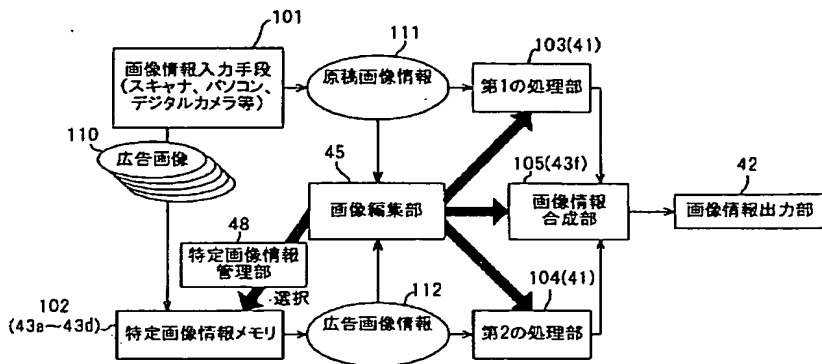 101
画像情報入力手段
(スキャナ、パソコン、
デジタルカメラ等)
111
原稿画像情報
103(41)
第1の処理部
110
広告画像
45
画像編集部
105(43f)
画像情報
合成部
42
画像情報出力部
48
特定画像情報
管理部
選択
102
(43a～43d)
特定画像情報メモリ
112
広告画像情報
104(41)
第2の処理部